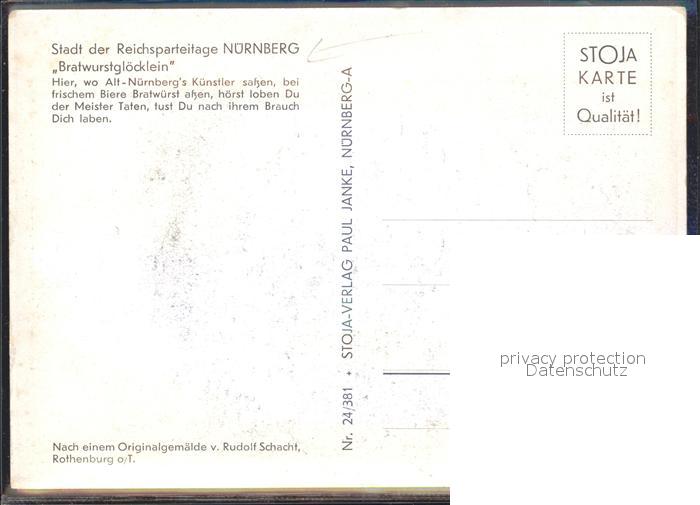 Stadt der Reichsparteitage NÜRNBERG
„Bratwurstglöcklein"
Hier, wo Alt-Nürnberg's Künstler saßen, bei
frischem Biere Bratwürst aßen, hörst loben Du
der Meister Taten, tust Du nach ihrem Brauch
Dich laben.
Nach einem Originalgemälde v. Rudolf Schacht,
Rothenburg o/T.
Nr. 24/381 + STOJA-VERLAG PAUL JANKE, NÜRNBERG-A
STOJA
KARTE
ist
Qualität!
privacy protection
Datenschutz